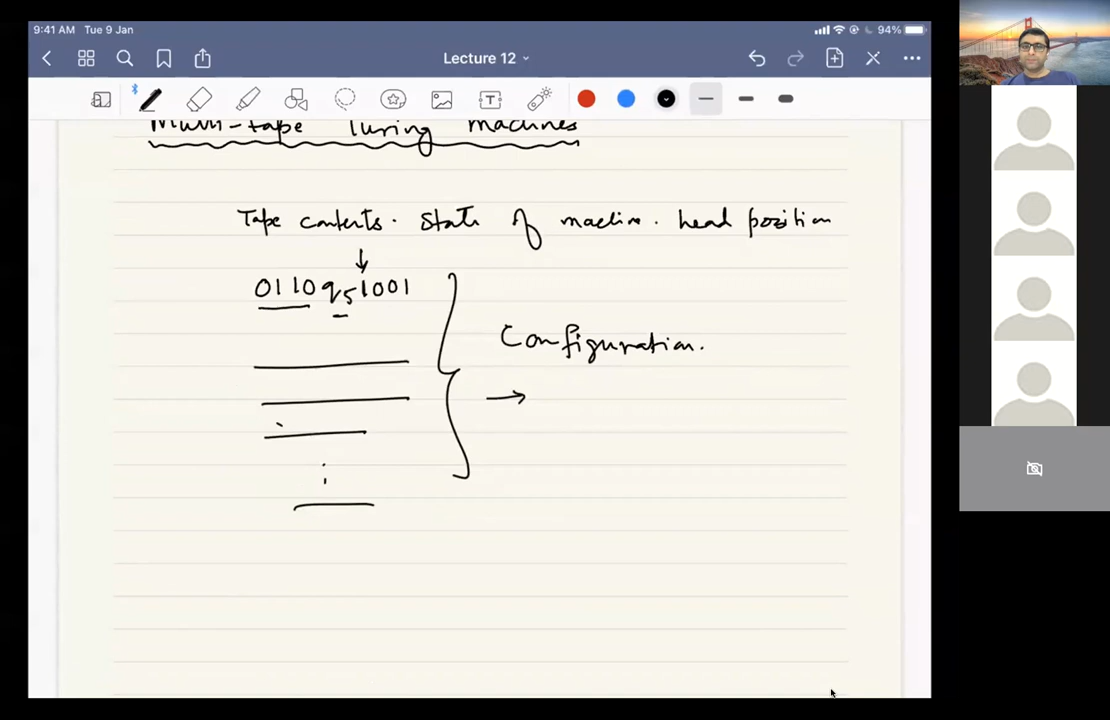 9:41 AM Tue 9 Jan
94%
Lecture 12
Multi-tape Turing Machines
Tape contents. State of machine. head position
0110q51001
Configuration.